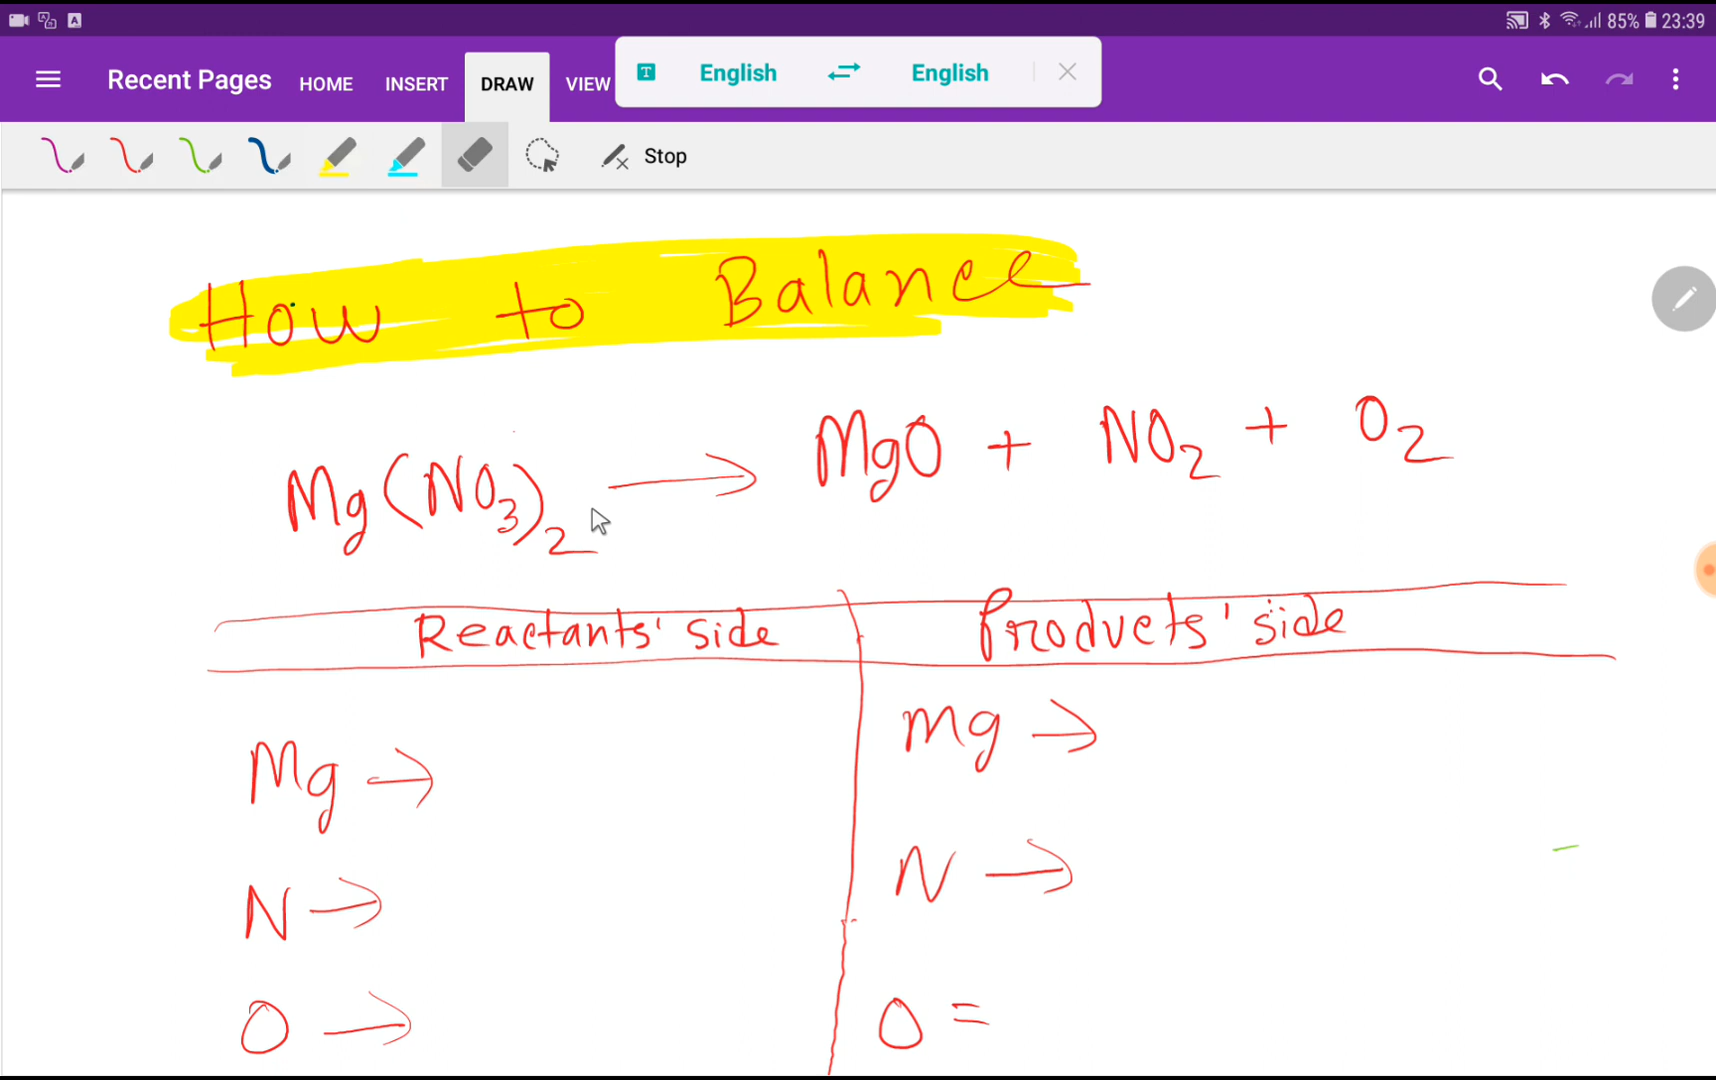 85% 23:39
Recent Pages HOME INSERT DRAW VIEW English English
Stop
How to Balance
Mg(NO₃)₂ → MgO + NO₂ + O₂
Reactants' side Products' side
Mg → Mg →
N → N →
O → O =